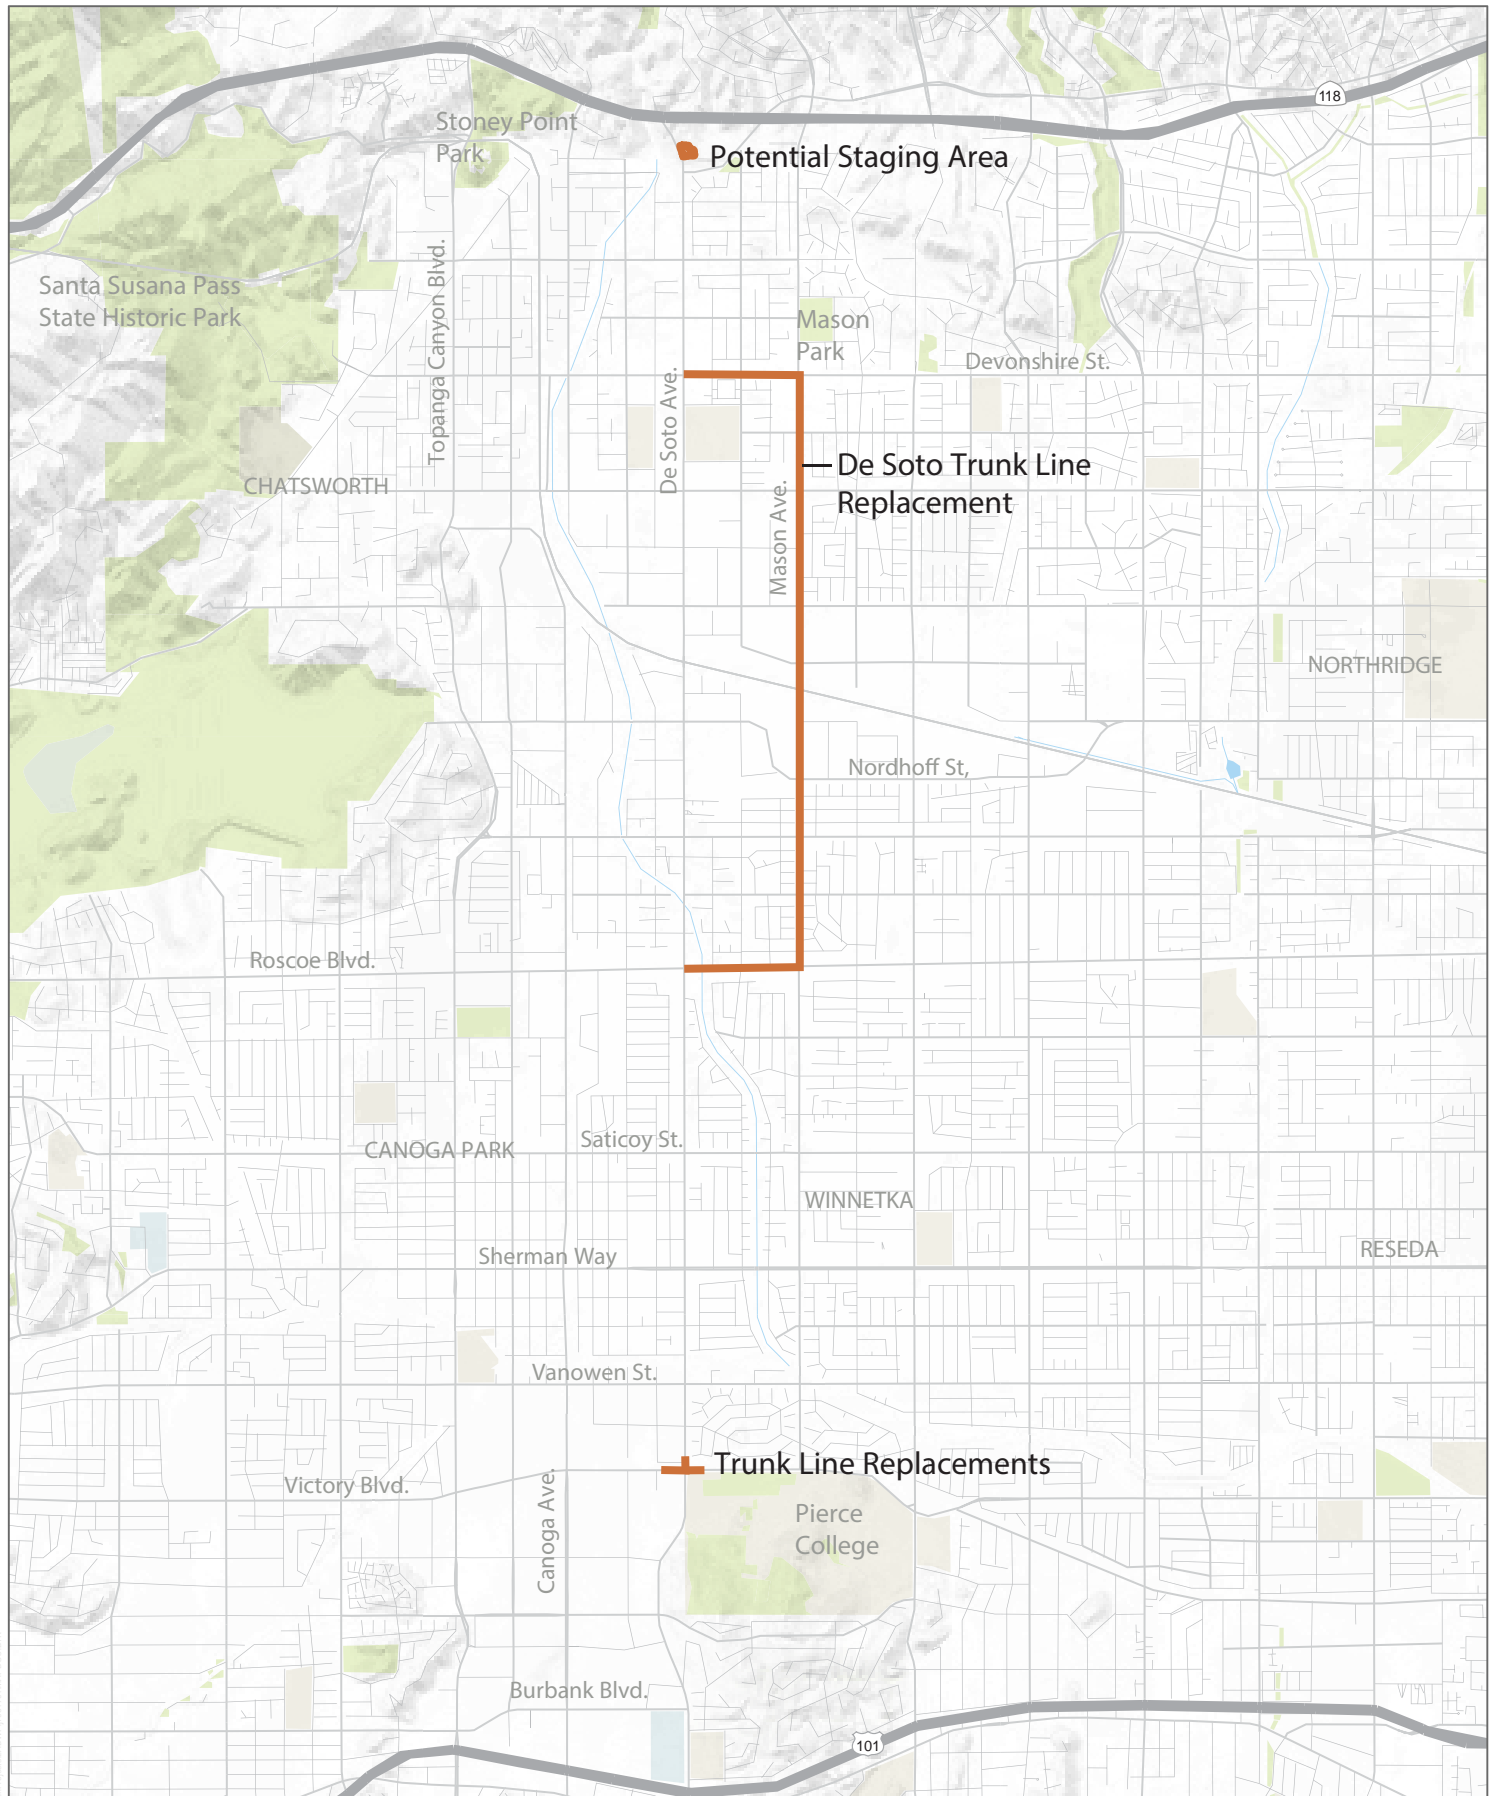 118
Stoney Point
Park
Potential Staging Area
Topanga Canyon Blvd.
Santa Susana Pass
State Historic Park
Mason
Park
Devonshire St.
De Soto Ave.
De Soto Trunk Line
Replacement
CHATSWORTH
Mason Ave.
NORTHRIDGE
Nordhoff St,
Roscoe Blvd.
Saticoy St.
CANOGA PARK
WINNETKA
RESEDA
Sherman Way
Vanowen St.
Trunk Line Replacements
Victory Blvd.
Canoga Ave.
Pierce
College
Burbank Blvd.
101